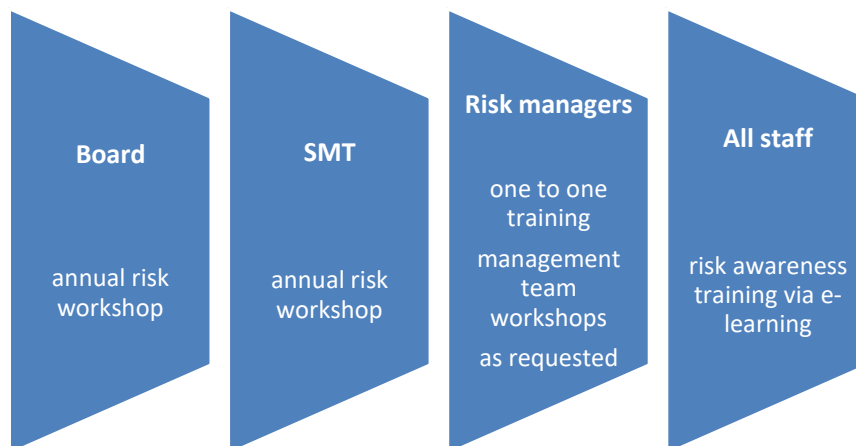 Board
annual risk
workshop
SMT
annual risk
workshop
Risk managers
one to one
training
management
team
workshops
as requested
All staff
risk awareness
training via e-
learning